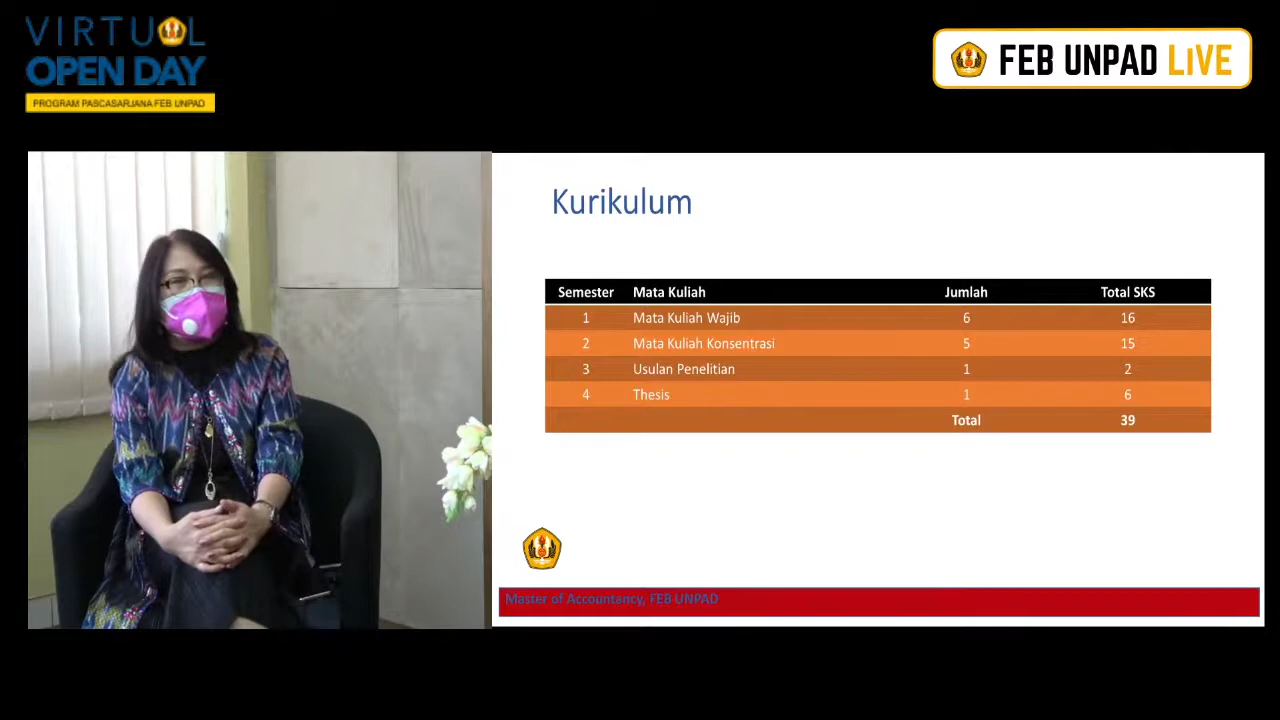 VIRTUAL
OPEN DAY
PROGRAM PASCASARJANA FEB UNPAD
FEB UNPAD LIVE
Kurikulum
Semester Mata Kuliah Jumlah Total SKS
1 Mata Kuliah Wajib 6 16
2 Mata Kuliah Konsentrasi 5 15
3 Usulan Penelitian 1 2
4 Thesis 1 6
Total 39
Master of Accountancy, FEB-UNPAD